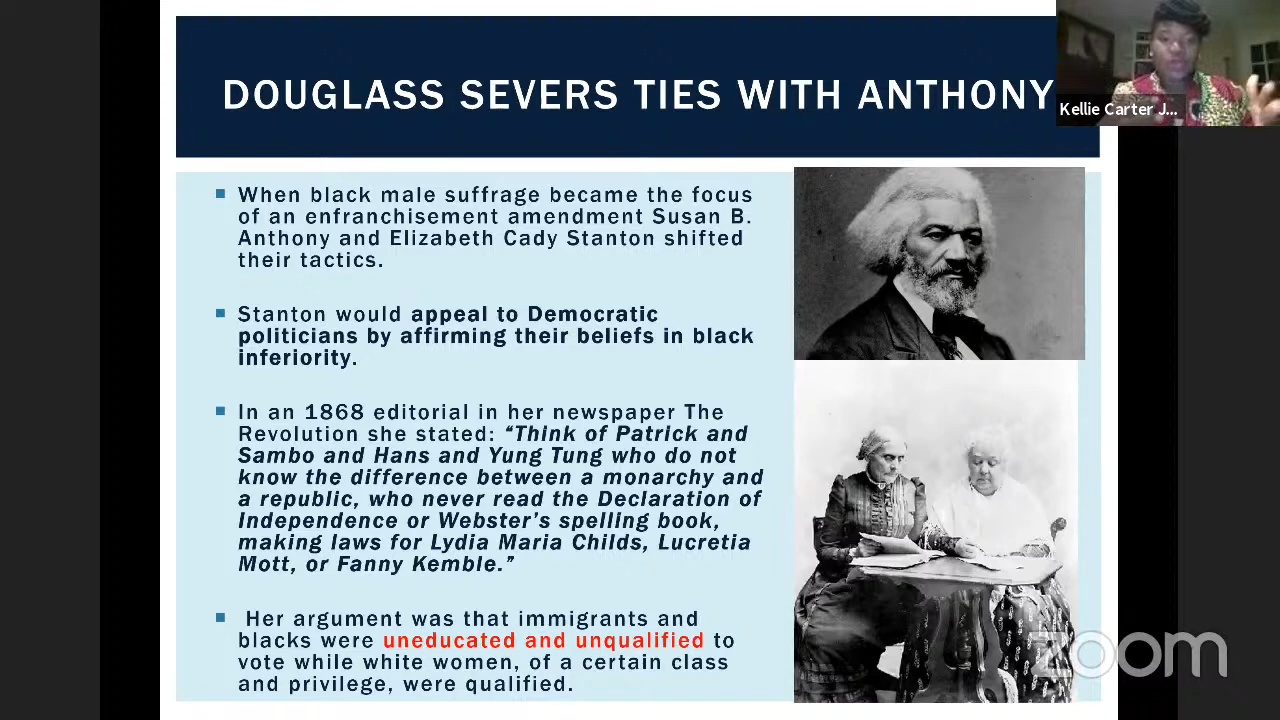 DOUGLASS SEVERS TIES WITH ANTHONY
Kellie Carter J...
When black male suffrage became the focus
of an enfranchisement amendment Susan B.
Anthony and Elizabeth Cady Stanton shifted
their tactics.
Stanton would appeal to Democratic
politicians by affirming their beliefs in black
inferiority.
In an 1868 editorial in her newspaper The
Revolution she stated: “Think of Patrick and
Sambo and Hans and Yung Tung who do not
know the difference between a monarchy and
a republic, who never read the Declaration of
Independence or Webster’s spelling book,
making laws for Lydia Maria Childs, Lucretia
Mott, or Fanny Kemble.”
Her argument was that immigrants and
blacks were uneducated and unqualified to
vote while white women, of a certain class
and privilege, were qualified.
zoom